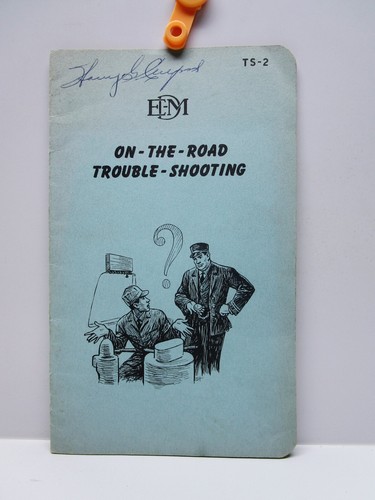 TS-2
EMD
ON-THE-ROAD
TROUBLE-SHOOTING
?